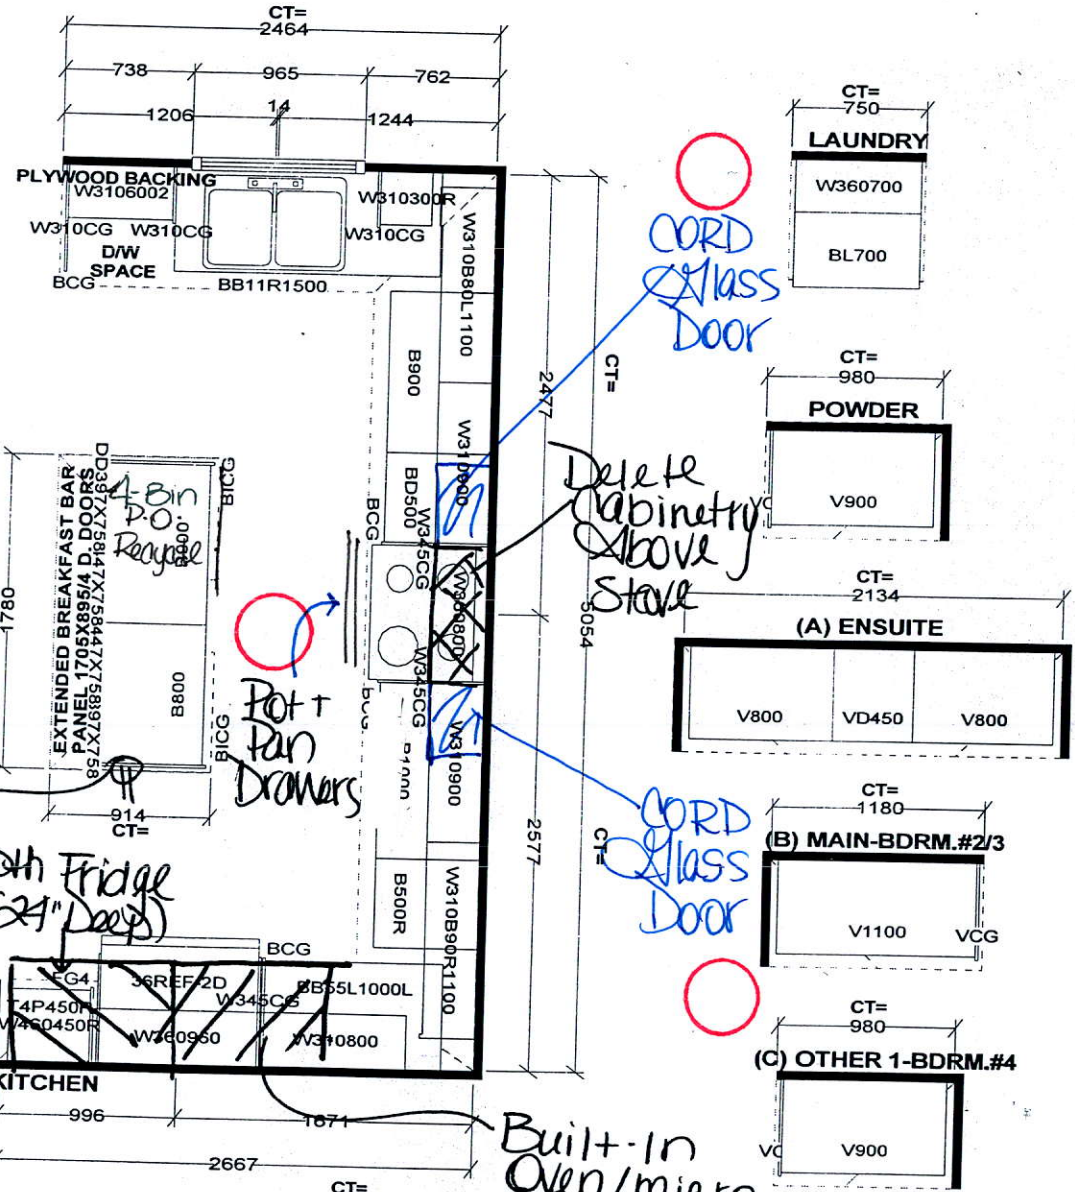 CT=
2464
738
965
762
14
1206
1244
PLYWOOD BACKING
W3106002
W310CG
W310CG
D/W
SPACE
BCG
BB11R1500
W310300R
W310CG
W310B80L1100
B900
BD500
W345CG
BCG
CT=
2477
5054
2577
CT=
CORD
Glass
Door
Delete
Cabinetry
Above
Stove
W345CG
B800
BICG
BICG
4-Bin
P.O.
Recycle
EXTENDED BREAKFAST BAR
PANEL 1705X895/4 D. DOORS
1780
914
CT=
Pot +
Pan
Drawers
W310900
B500R
W310B90R1100
CORD
Glass
Door
Fridge
24" Deep)
BCG
36REF-2D
W345CG
BB55L1000L
W460450R
W360960
W310800
KITCHEN
996
1671
2667
CT=
Built-In
Oven/micro
CT=
750
LAUNDRY
W360700
BL700
CT=
980
POWDER
V900
CT=
2134
(A) ENSUITE
V800
VD450
V800
CT=
1180
(B) MAIN-BDRM.#2/3
V1100
VCG
CT=
980
(C) OTHER 1-BDRM.#4
V900